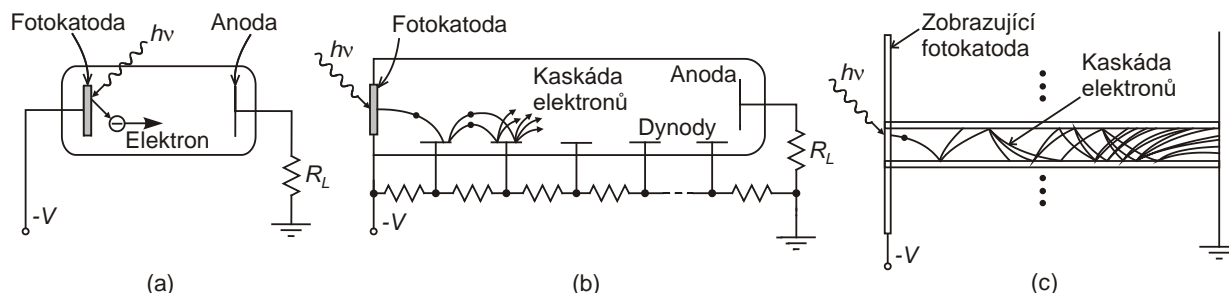 Fotokatoda
hν
Anoda
Elektron
R_L
-V
(a)
Fotokatoda
hν
Kaskáda
elektronů
Anoda
Dynody
R_L
-V
(b)
Zobrazující
fotokatoda
hν
Kaskáda
elektronů
-V
(c)